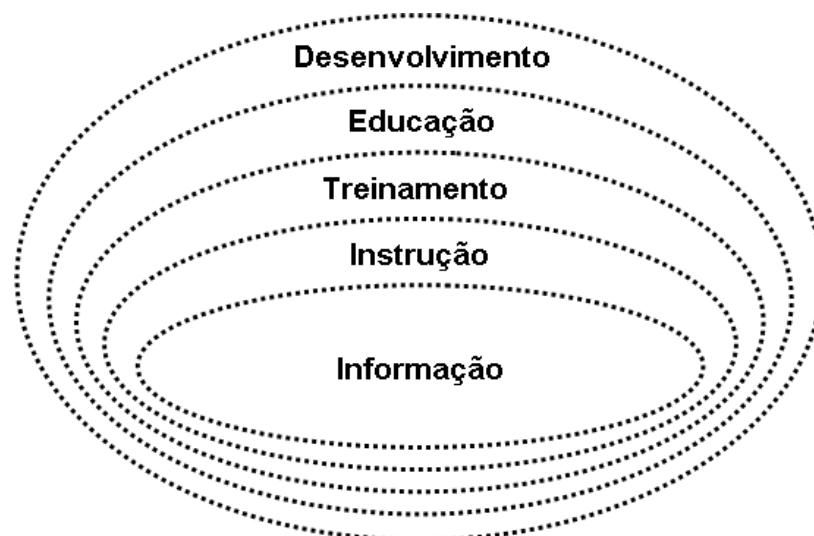 Desenvolvimento
Educação
Treinamento
Instrução
Informação